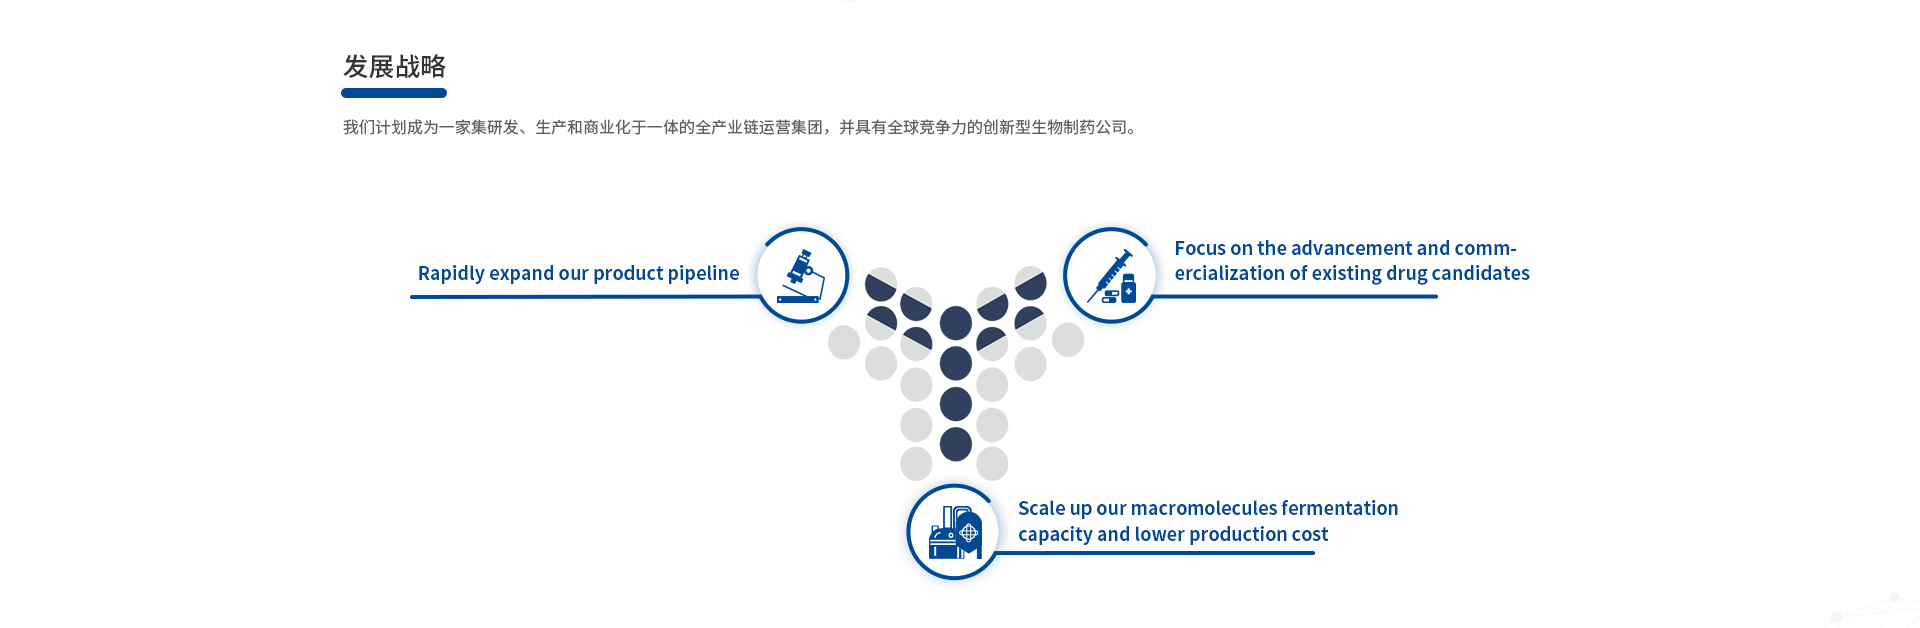 发展战略
我们计划成为一家集研发、生产和商业化于一体的全产业链运营集团，并具有全球竞争力的创新型生物制药公司。
Rapidly expand our product pipeline
Focus on the advancement and comm-
ercialization of existing drug candidates
Scale up our macromolecules fermentation
capacity and lower production cost